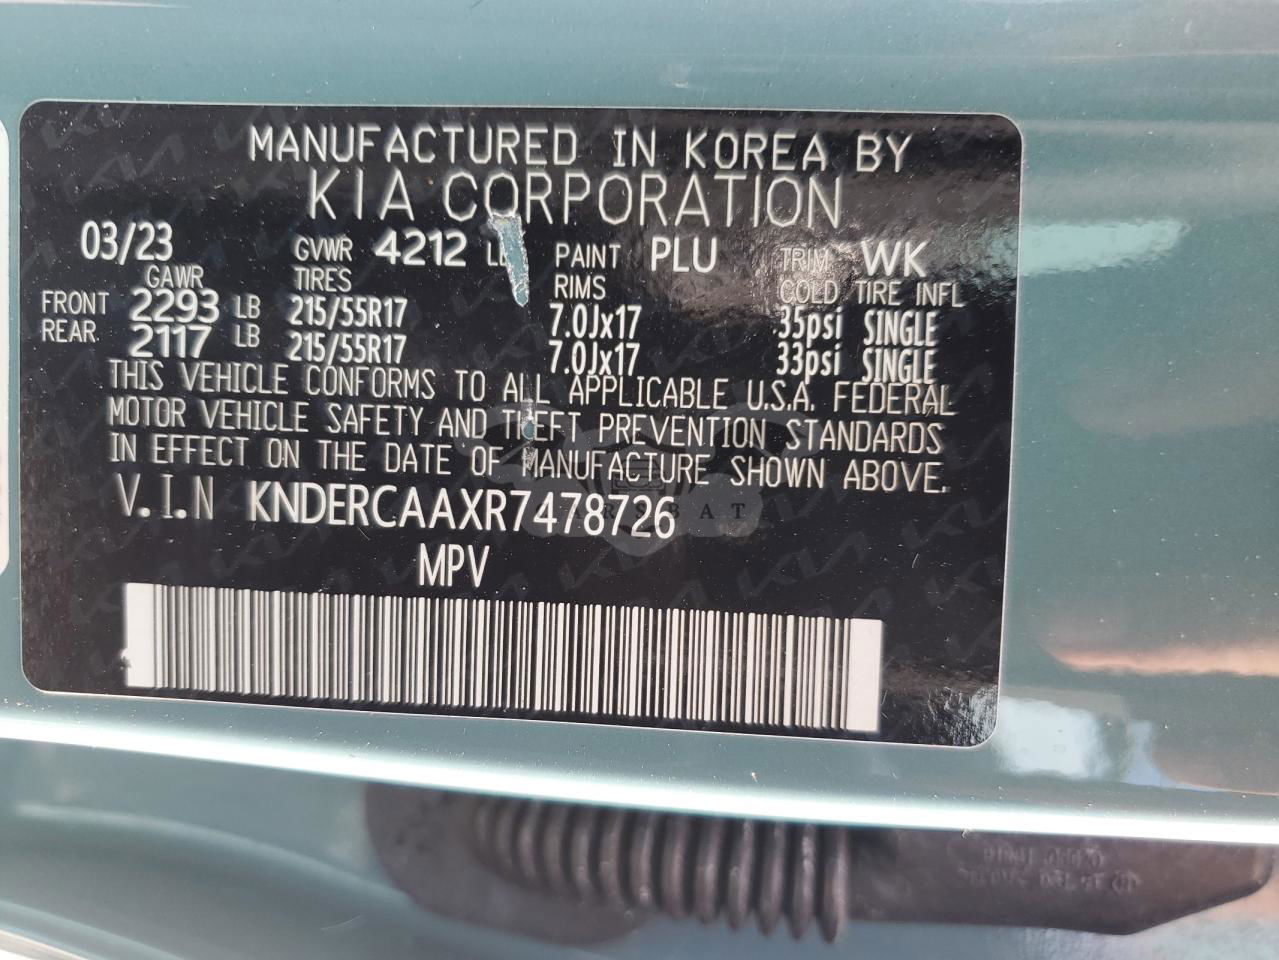 MANUFACTURED IN KOREA BY
KIA CORPORATION
03/23 GVWR 4212 PAINT PLU TRIM WK
GAWR TIRES RIMS COLD TIRE INFL
FRONT 2293 LB 215/55R17 7.0Jx17 35psi SINGLE
REAR 2117 LB 215/55R17 7.0Jx17 33psi SINGLE
THIS VEHICLE CONFORMS TO ALL APPLICABLE U.S.A. FEDERAL
MOTOR VEHICLE SAFETY AND THEFT PREVENTION STANDARDS
IN EFFECT ON THE DATE OF MANUFACTURE SHOWN ABOVE.
V.I.N KNDERCAAXR7478726
CARSBAT
MPV